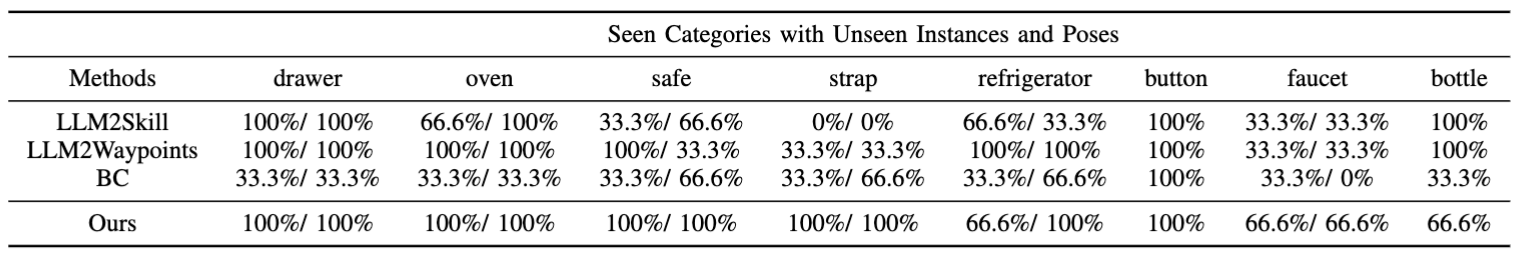 Seen Categories with Unseen Instances and Poses
Methods drawer oven safe strap refrigerator button faucet bottle
LLM2Skill 100%/ 100% 66.6%/ 100% 33.3%/ 66.6% 0%/ 0% 66.6%/ 33.3% 100% 33.3%/ 33.3% 100%
LLM2Waypoints 100%/ 100% 100%/ 100% 100%/ 33.3% 33.3%/ 33.3% 100%/ 100% 100% 33.3%/ 33.3% 100%
BC 33.3%/ 33.3% 33.3%/ 33.3% 33.3%/ 66.6% 33.3%/ 66.6% 33.3%/ 66.6% 100% 33.3%/ 0% 33.3%
Ours 100%/ 100% 100%/ 100% 100%/ 100% 100%/ 100% 66.6%/ 100% 100% 66.6%/ 66.6% 66.6%